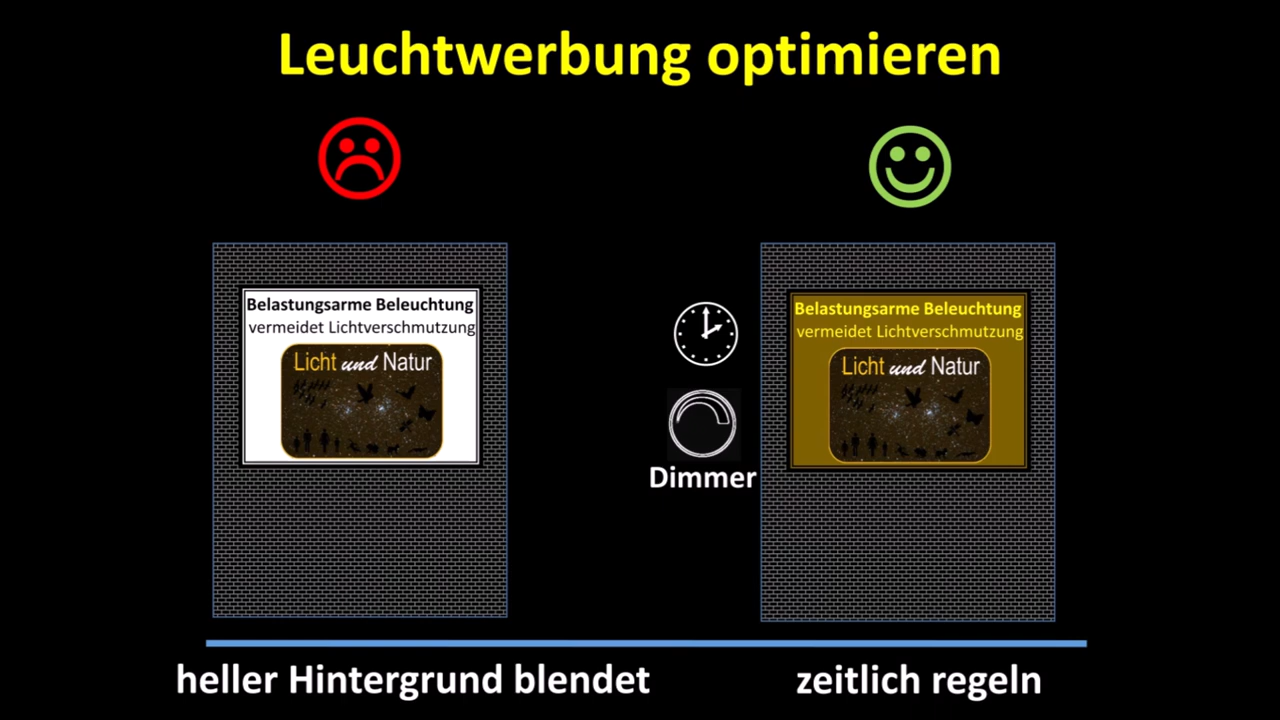 Leuchtwerbung optimieren
Belastungsarme Beleuchtung
vermeidet Lichtverschmutzung
Licht und Natur
Dimmer
Belastungsarme Beleuchtung
vermeidet Lichtverschmutzung
Licht und Natur
heller Hintergrund blendet
zeitlich regeln